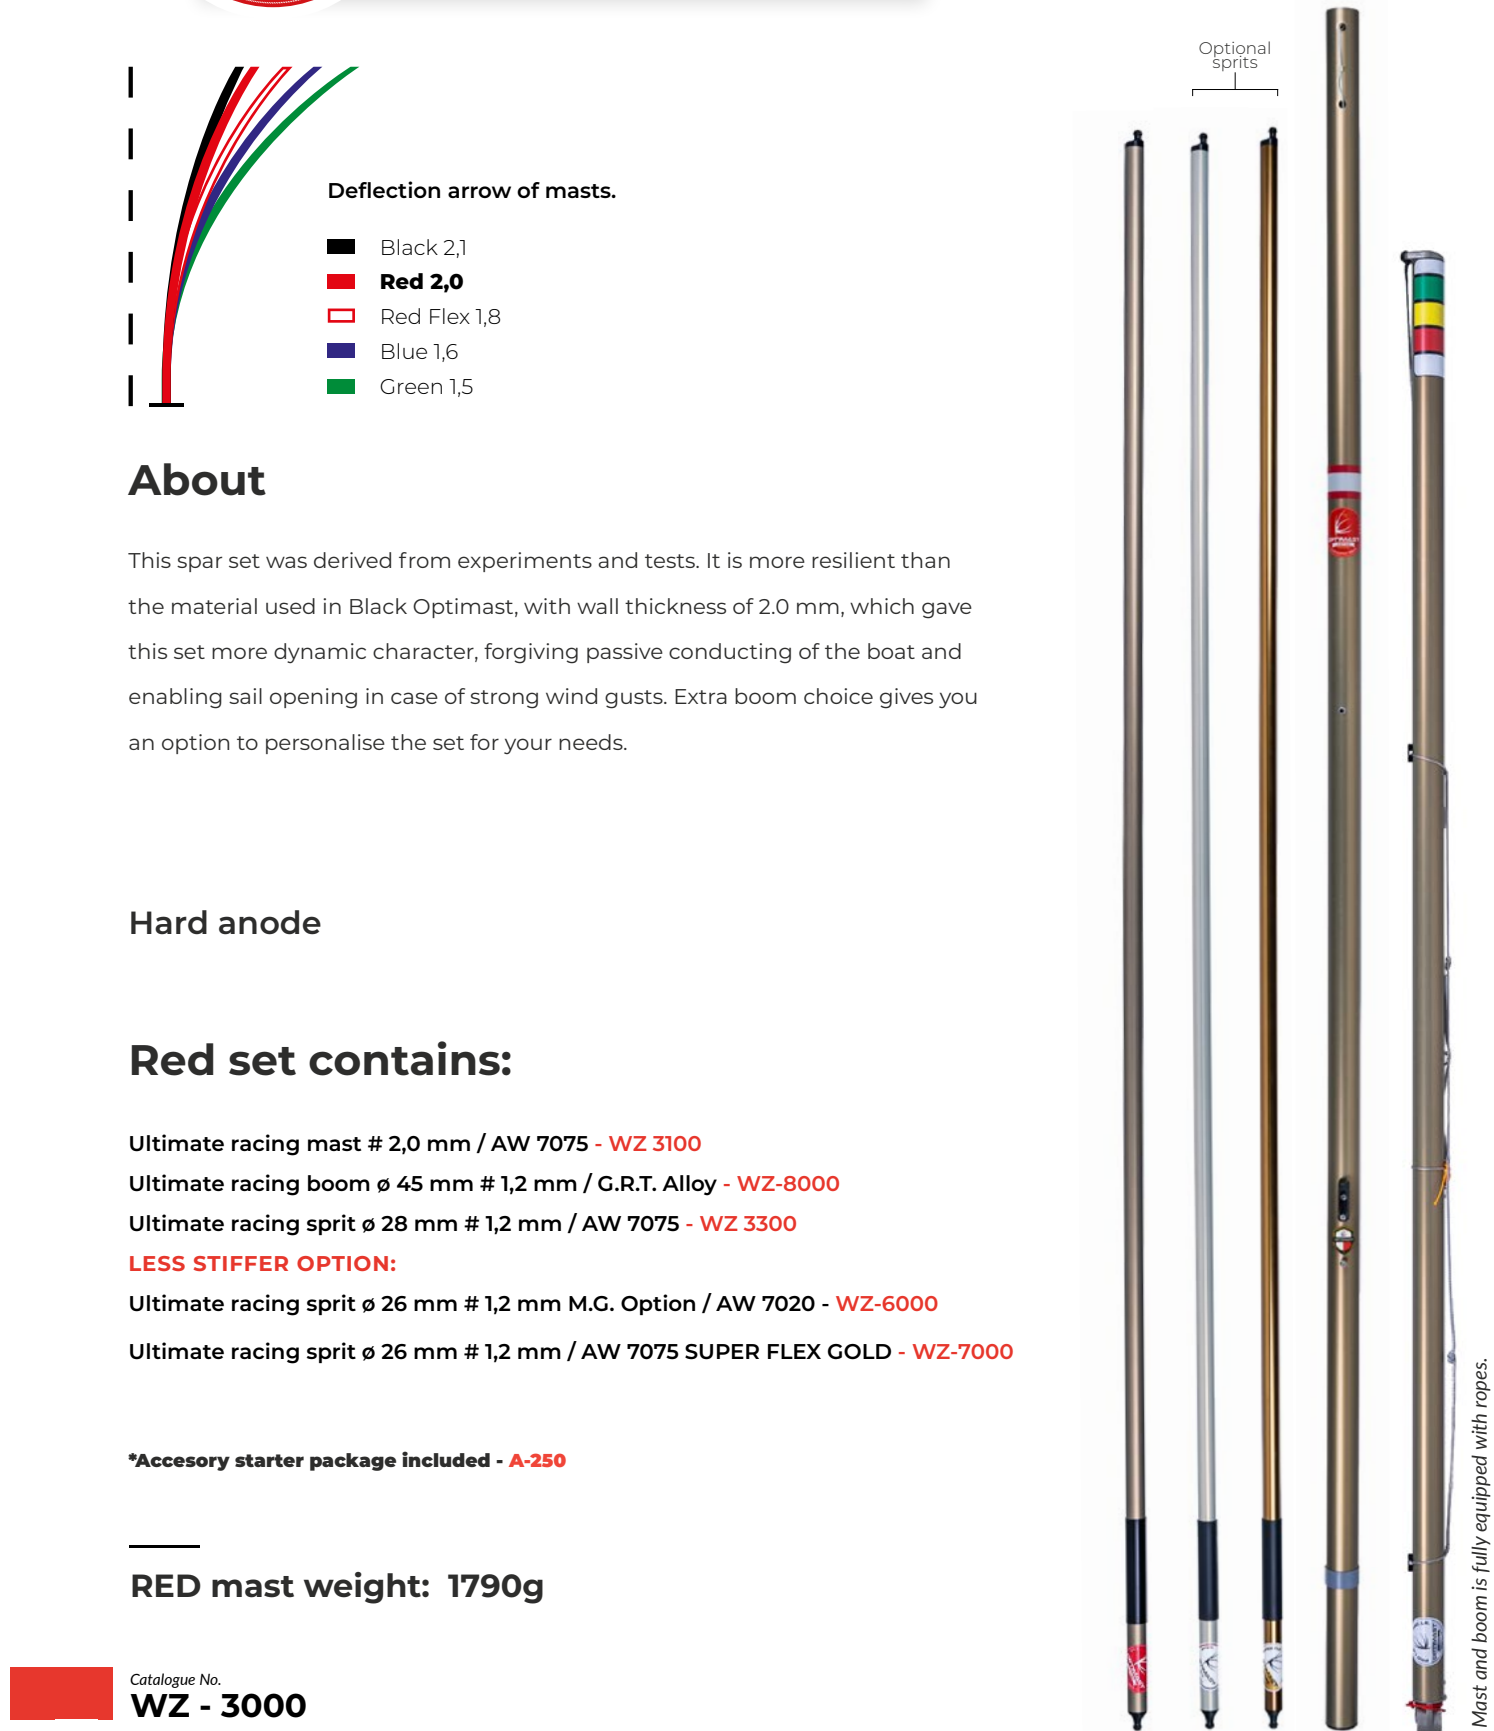 Optional
sprits
Deflection arrow of masts.
Black 2,1
Red 2,0
Red Flex 1,8
Blue 1,6
Green 1,5
About
This spar set was derived from experiments and tests. It is more resilient than
the material used in Black Optimast, with wall thickness of 2.0 mm, which gave
this set more dynamic character, forgiving passive conducting of the boat and
enabling sail opening in case of strong wind gusts. Extra boom choice gives you
an option to personalise the set for your needs.
Hard anode
Red set contains:
Ultimate racing mast # 2,0 mm / AW 7075 - WZ 3100
Ultimate racing boom ø 45 mm # 1,2 mm / G.R.T. Alloy - WZ-8000
Ultimate racing sprit ø 28 mm # 1,2 mm / AW 7075 - WZ 3300
LESS STIFFER OPTION:
Ultimate racing sprit ø 26 mm # 1,2 mm M.G. Option / AW 7020 - WZ-6000
Ultimate racing sprit ø 26 mm # 1,2 mm / AW 7075 SUPER FLEX GOLD - WZ-7000
*Accesory starter package included - A-250
RED mast weight: 1790g
Catalogue No.
WZ - 3000
Mast and boom is fully equipped with ropes.